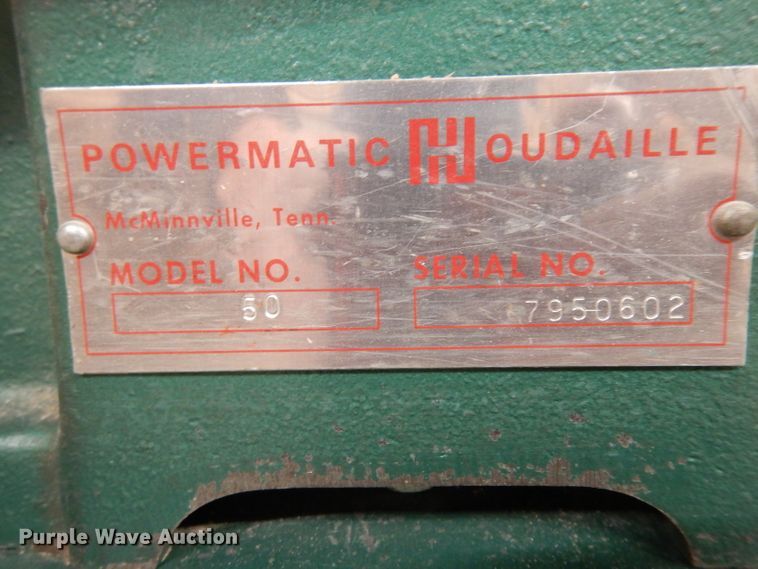 POWERMATIC HOUDAILLE
McMinnville, Tenn.
MODEL NO. SERIAL NO.
50 7950602
Purple Wave Auction